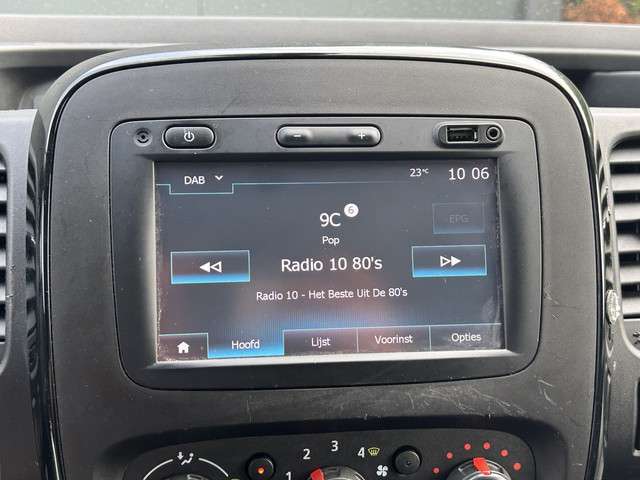 DAB 23°C 10 06
9C 6 EPG
Pop
Radio 10 80's
Radio 10 - Het Beste Uit De 80's
Hoofd Lijst Voorinst Opties
1 2 3 4